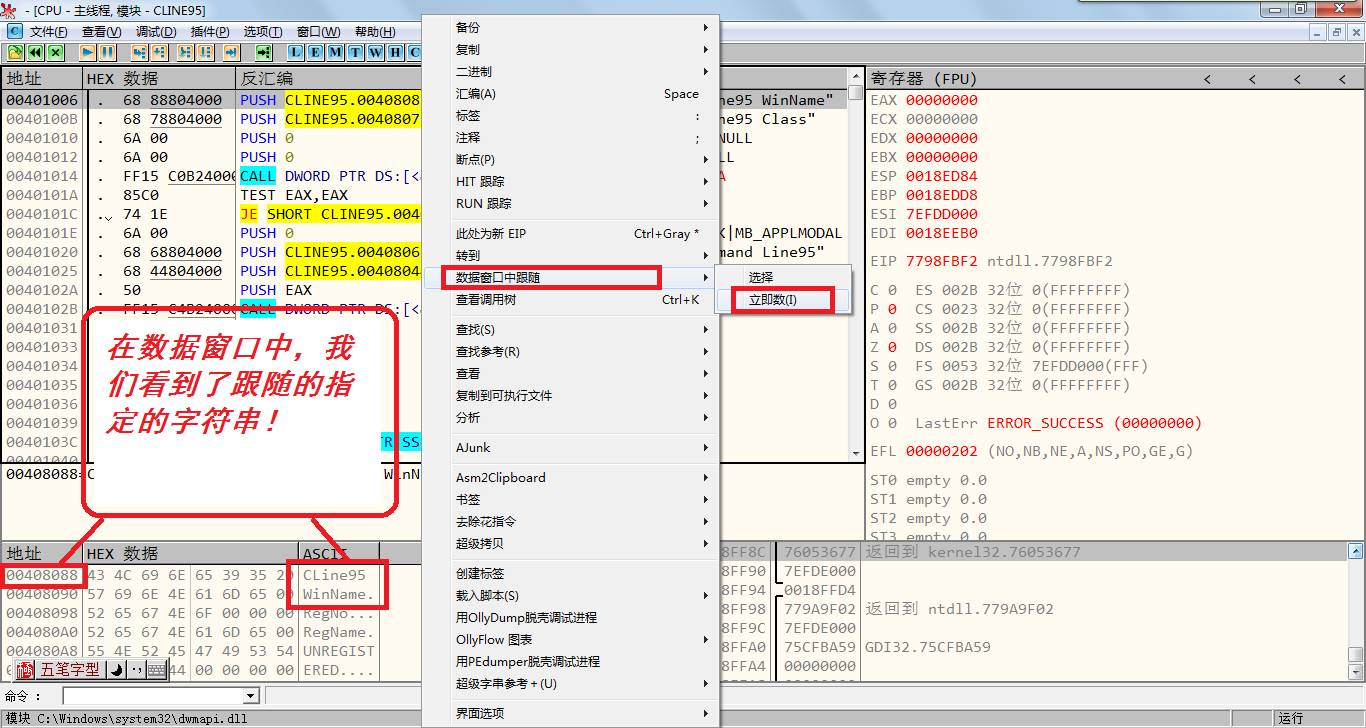 - [CPU - 主线程, 模块 - CLINE95]
C 文件(F) 查看(V) 调试(D) 插件(P) 选项(T) 窗口(W) 帮助(H)
L E M T W H C
地址 HEX 数据 反汇编
00401006 . 68 88804000 PUSH CLINE95.0040808 ne95 WinName"
0040100B . 68 78804000 PUSH CLINE95.0040807 ne95 Class"
00401010 . 6A 00 PUSH 0 NULL
00401012 . 6A 00 PUSH 0 LL
00401014 . FF15 C0B24000 CALL DWORD PTR DS:[< A
0040101A . 85C0 TEST EAX,EAX
0040101C . 74 1E JE SHORT CLINE95.004
0040101E . 6A 00 PUSH 0 K|MB_APPLMODAL
00401020 . 68 68804000 PUSH CLINE95.0040806 mand Line95"
00401025 . 68 44804000 PUSH CLINE95.0040804
0040102A . 50 PUSH EAX
0040102B . FF15 C4B24000 CALL DWORD PTR DS:[<
00401031
00401033
00401034
00401035
00401036
00401039
0040103C
00401040
00408088=C WinN
在数据窗口中，我
们看到了跟随的指
定的字符串！
备份
复制
二进制
汇编(A) Space
标签 :
注释 ;
断点(P)
HIT 跟踪
RUN 跟踪
此处为新 EIP Ctrl+Gray *
转到
数据窗口中跟随
查看调用树 Ctrl+K
查找(S)
查找参考(R)
查看
复制到可执行文件
分析
AJunk
Asm2Clipboard
书签
去除花指令
超级拷贝
创建标签
载入脚本(S)
用OllyDump脱壳调试进程
OllyFlow 图表
用PEdumper脱壳调试进程
超级字串参考+(U)
界面选项
选择
立即数(I)
寄存器 (FPU) < < < <
EAX 00000000
ECX 00000000
EDX 00000000
EBX 00000000
ESP 0018ED84
EBP 0018EDD8
ESI 7EFDD000
EDI 0018EEB0
EIP 7798FBF2 ntdll.7798FBF2
C 0 ES 002B 32位 0(FFFFFFFF)
P 0 CS 0023 32位 0(FFFFFFFF)
A 0 SS 002B 32位 0(FFFFFFFF)
Z 0 DS 002B 32位 0(FFFFFFFF)
S 0 FS 0053 32位 7EFDD000(FFF)
T 0 GS 002B 32位 0(FFFFFFFF)
D 0
O 0 LastErr ERROR_SUCCESS (00000000)
EFL 00000202 (NO,NB,NE,A,NS,PO,GE,G)
ST0 empty 0.0
ST1 empty 0.0
ST2 empty 0.0
ST3 empty 0.0
地址 HEX 数据 ASCII
00408088 43 4C 69 6E 65 39 35 20 CLine95
00408090 57 69 6E 4E 61 6D 65 00 WinName.
00408098 52 65 67 4E 6F 00 00 00 RegNo...
004080A0 52 65 67 4E 61 6D 65 00 RegName.
004080A8 55 4E 52 45 47 49 53 54 UNREGIST
44 00 00 00 00 ERED....
五笔字型
8FF8C 76053677 返回到 kernel32.76053677
8FF90 7EFDE000
8FF94 0018FFD4
8FF98 779A9F02 返回到 ntdll.779A9F02
8FF9C 7EFDE000
8FFA0 75CFBA59 GDI32.75CFBA59
8FFA4 00000000
命令 :
模块 C:\Windows\system32\dwmapi.dll 运行